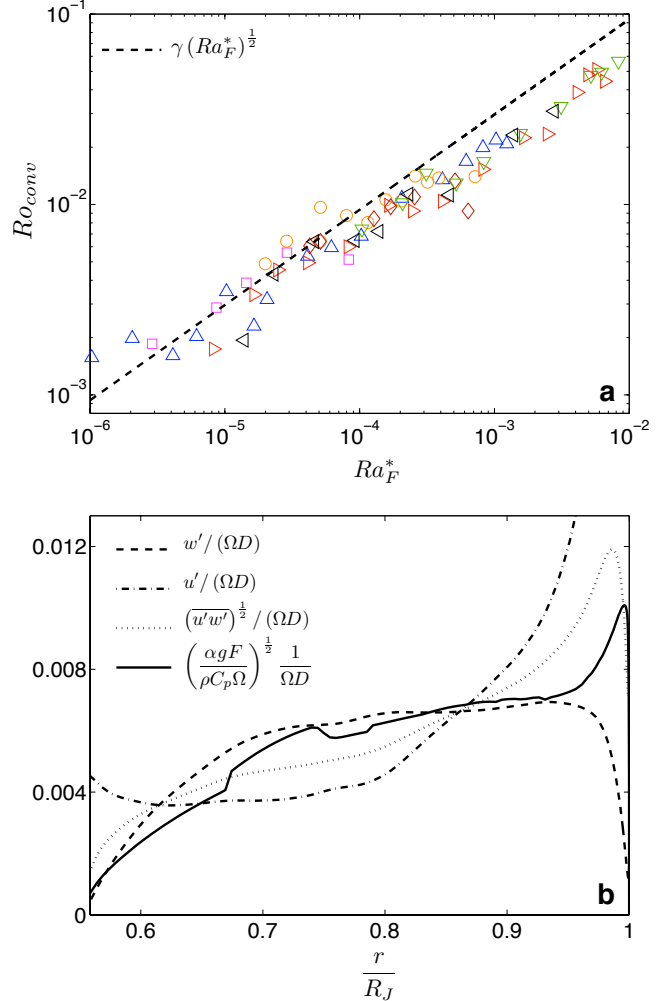 10⁻¹
γ(Ra*_F)^{1/2}
10⁻²
Ro_{conv}
10⁻³
a
10⁻⁶ 10⁻⁵ 10⁻⁴ 10⁻³ 10⁻²
Ra*_F
0.012
w′/(ΩD)
u′/(ΩD)
(\overline{u′w′})^{1/2}/(ΩD)
(αgF/ρC_pΩ)^{1/2} 1/ΩD
0.008
0.004
0
b
0.6 0.7 0.8 0.9 1
r/R_J